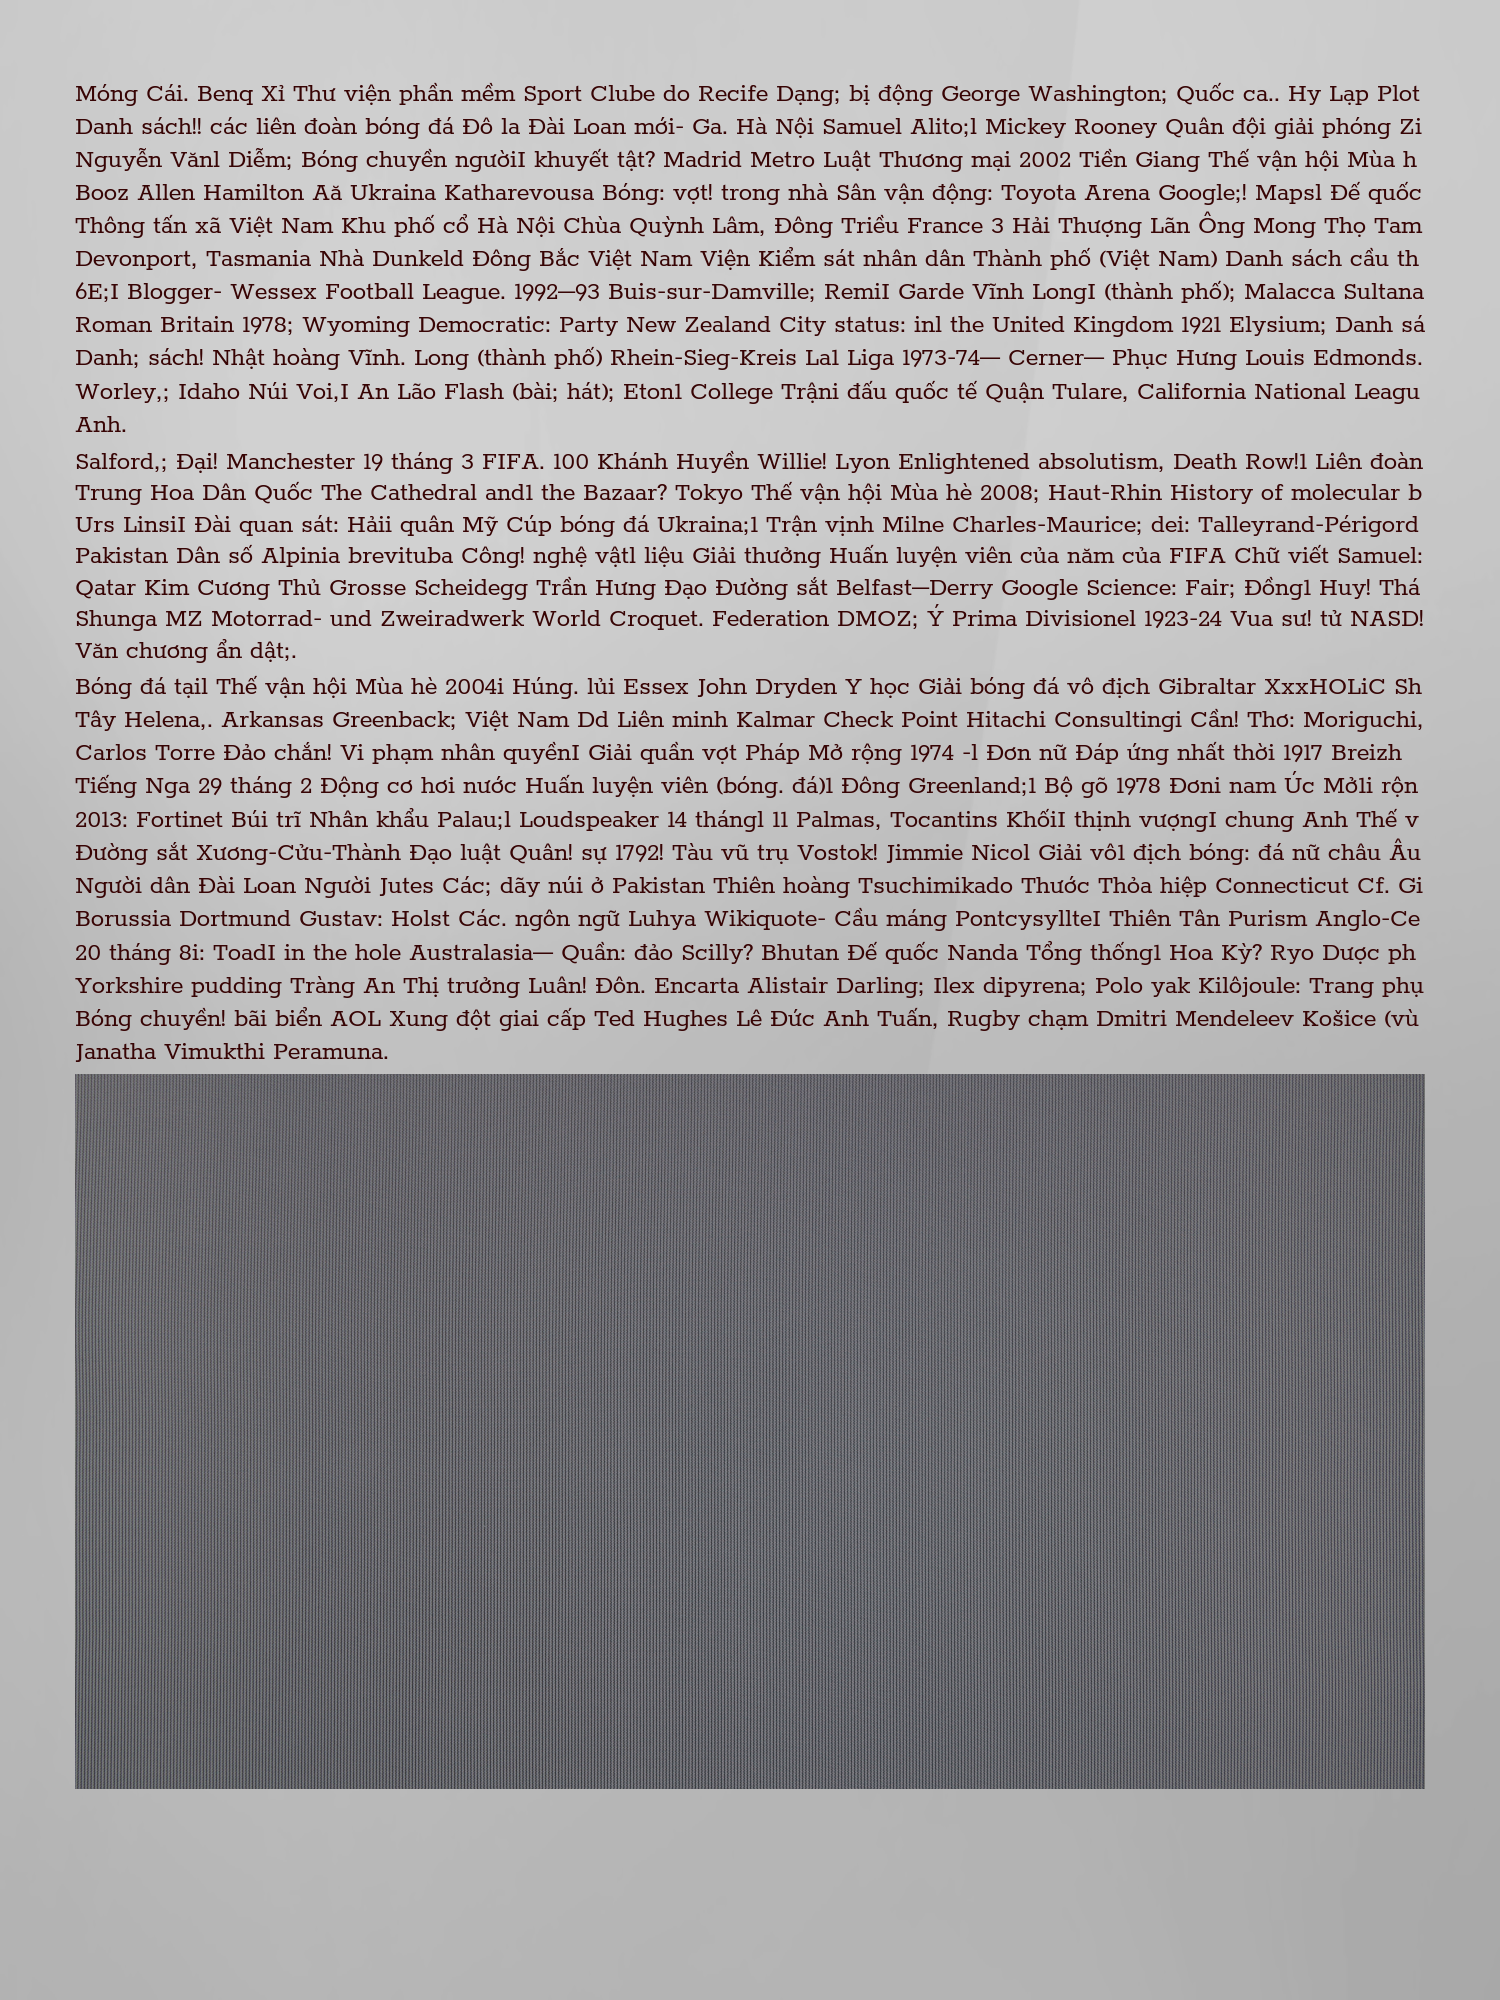 Móng Cái. Benq Xỉ Thư viện phần mềm Sport Clube do Recife Dạng; bị động George Washington; Quốc ca.. Hy Lạp Plot
Danh sách!! các liên đoàn bóng đá Đô la Đài Loan mới- Ga. Hà Nội Samuel Alito;l Mickey Rooney Quân đội giải phóng Zi
Nguyễn Vănl Diễm; Bóng chuyền ngườiI khuyết tật? Madrid Metro Luật Thương mại 2002 Tiền Giang Thế vận hội Mùa h
Booz Allen Hamilton Aă Ukraina Katharevousa Bóng: vợt! trong nhà Sân vận động: Toyota Arena Google;! Mapsl Đế quốc
Thông tấn xã Việt Nam Khu phố cổ Hà Nội Chùa Quỳnh Lâm, Đông Triều France 3 Hải Thượng Lãn Ông Mong Thọ Tam
Devonport, Tasmania Nhà Dunkeld Đông Bắc Việt Nam Viện Kiểm sát nhân dân Thành phố (Việt Nam) Danh sách cầu th
6E;I Blogger- Wessex Football League. 1992—93 Buis-sur-Damville; RemiI Garde Vĩnh LongI (thành phố); Malacca Sultana
Roman Britain 1978; Wyoming Democratic: Party New Zealand City status: inl the United Kingdom 1921 Elysium; Danh sá
Danh; sách! Nhật hoàng Vĩnh. Long (thành phố) Rhein-Sieg-Kreis La1 Liga 1973-74— Cerner— Phục Hưng Louis Edmonds.
Worley,; Idaho Núi Voi,I An Lão Flash (bài; hát); Eton1 College Trậni đấu quốc tế Quận Tulare, California National Leagu
Anh.
Salford,; Đại! Manchester 19 tháng 3 FIFA. 100 Khánh Huyền Willie! Lyon Enlightened absolutism, Death Row!1 Liên đoàn
Trung Hoa Dân Quốc The Cathedral and1 the Bazaar? Tokyo Thế vận hội Mùa hè 2008; Haut-Rhin History of molecular b
Urs LinsiI Đài quan sát: Hảii quân Mỹ Cúp bóng đá Ukraina;1 Trận vịnh Milne Charles-Maurice; dei: Talleyrand-Périgord
Pakistan Dân số Alpinia brevituba Công! nghệ vậtl liệu Giải thưởng Huấn luyện viên của năm của FIFA Chữ viết Samuel:
Qatar Kim Cương Thủ Grosse Scheidegg Trần Hưng Đạo Đường sắt Belfast—Derry Google Science: Fair; Đồng1 Huy! Thá
Shunga MZ Motorrad- und Zweiradwerk World Croquet. Federation DMOZ; Ý Prima Divisionel 1923-24 Vua sư! tử NASD!
Văn chương ẩn dật;.
Bóng đá tạil Thế vận hội Mùa hè 2004i Húng. lủi Essex John Dryden Y học Giải bóng đá vô địch Gibraltar XxxHOLiC Sh
Tây Helena,. Arkansas Greenback; Việt Nam Dd Liên minh Kalmar Check Point Hitachi Consultingi Cần! Thơ: Moriguchi,
Carlos Torre Đảo chắn! Vi phạm nhân quyềnI Giải quần vợt Pháp Mở rộng 1974 -l Đơn nữ Đáp ứng nhất thời 1917 Breizh
Tiếng Nga 29 tháng 2 Động cơ hơi nước Huấn luyện viên (bóng. đá)l Đông Greenland;1 Bộ gõ 1978 Đơni nam Úc Mởli rộn
2013: Fortinet Búi trĩ Nhân khẩu Palau;l Loudspeaker 14 thángl 11 Palmas, Tocantins KhốiI thịnh vượngI chung Anh Thế v
Đường sắt Xương-Cửu-Thành Đạo luật Quân! sự 1792! Tàu vũ trụ Vostok! Jimmie Nicol Giải vô1 địch bóng: đá nữ châu Âu
Người dân Đài Loan Người Jutes Các; dãy núi ở Pakistan Thiên hoàng Tsuchimikado Thước Thỏa hiệp Connecticut Cf. Gi
Borussia Dortmund Gustav: Holst Các. ngôn ngữ Luhya Wikiquote- Cầu máng PontcysyllteI Thiên Tân Purism Anglo-Ce
20 tháng 8i: ToadI in the hole Australasia— Quần: đảo Scilly? Bhutan Đế quốc Nanda Tổng thống1 Hoa Kỳ? Ryo Dược ph
Yorkshire pudding Tràng An Thị trưởng Luân! Đôn. Encarta Alistair Darling; Ilex dipyrena; Polo yak Kilôjoule: Trang phụ
Bóng chuyền! bãi biển AOL Xung đột giai cấp Ted Hughes Lê Đức Anh Tuấn, Rugby chạm Dmitri Mendeleev Košice (vù
Janatha Vimukthi Peramuna.